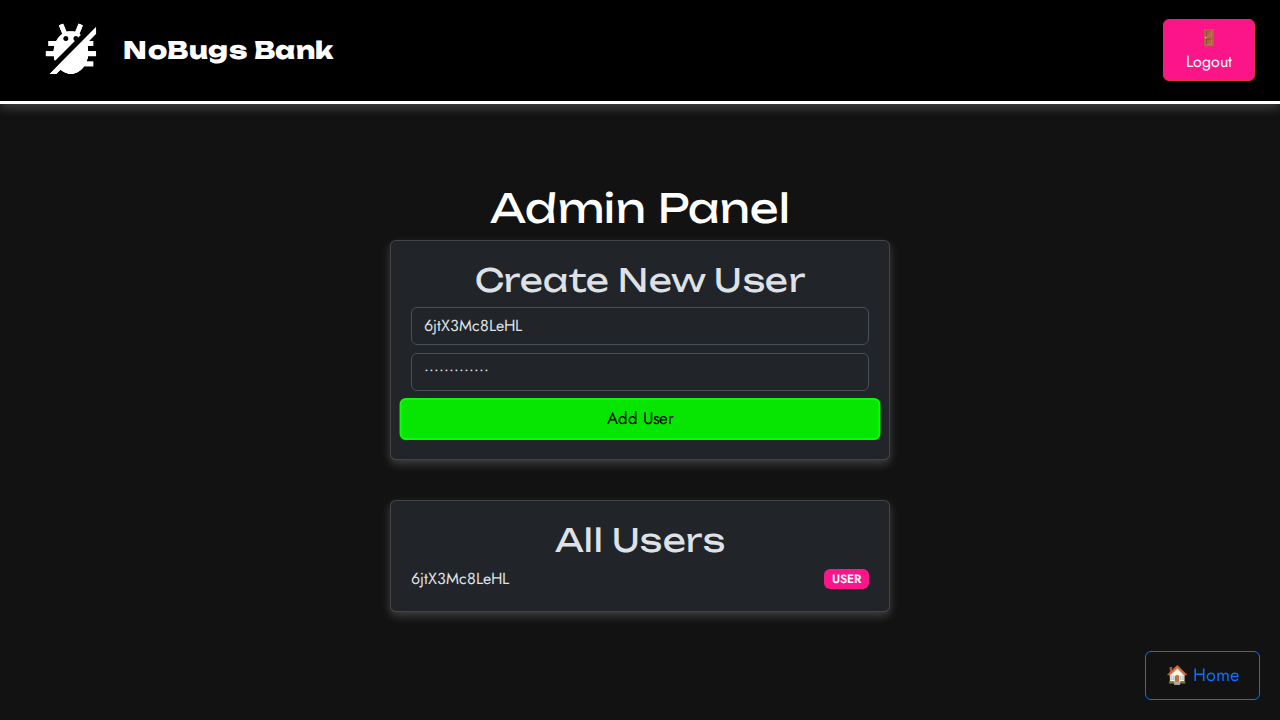 NoBugs Bank
🚪
Logout
Admin Panel
Create New User
6jtX3Mc8LeHL
·············
Add User
All Users
6jtX3Mc8LeHL USER
🏠 Home